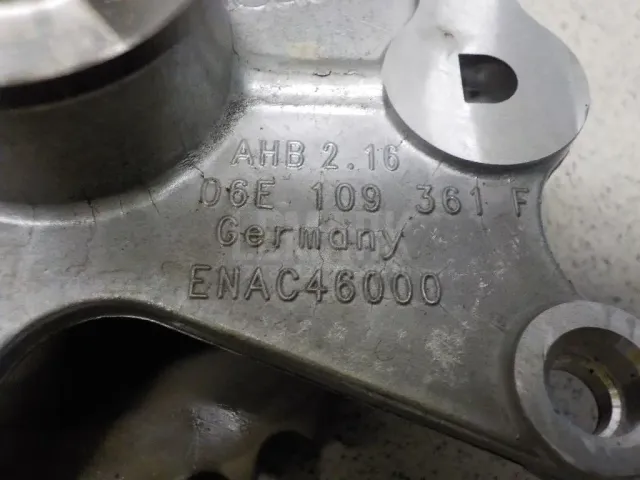 AHB 2.16
06E 109 361 F
Germany
ENAC46000